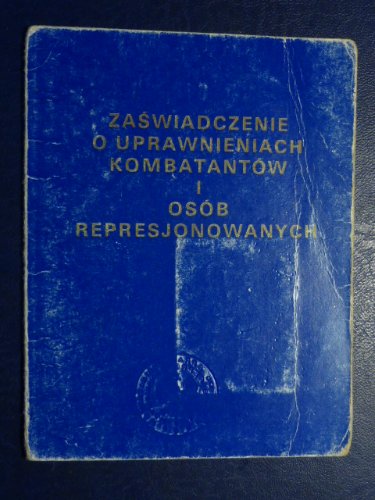 ZAŚWIADCZENIE
O UPRAWNIENIACH
KOMBATANTÓW
I
OSÓB
REPRESJONOWANYCH